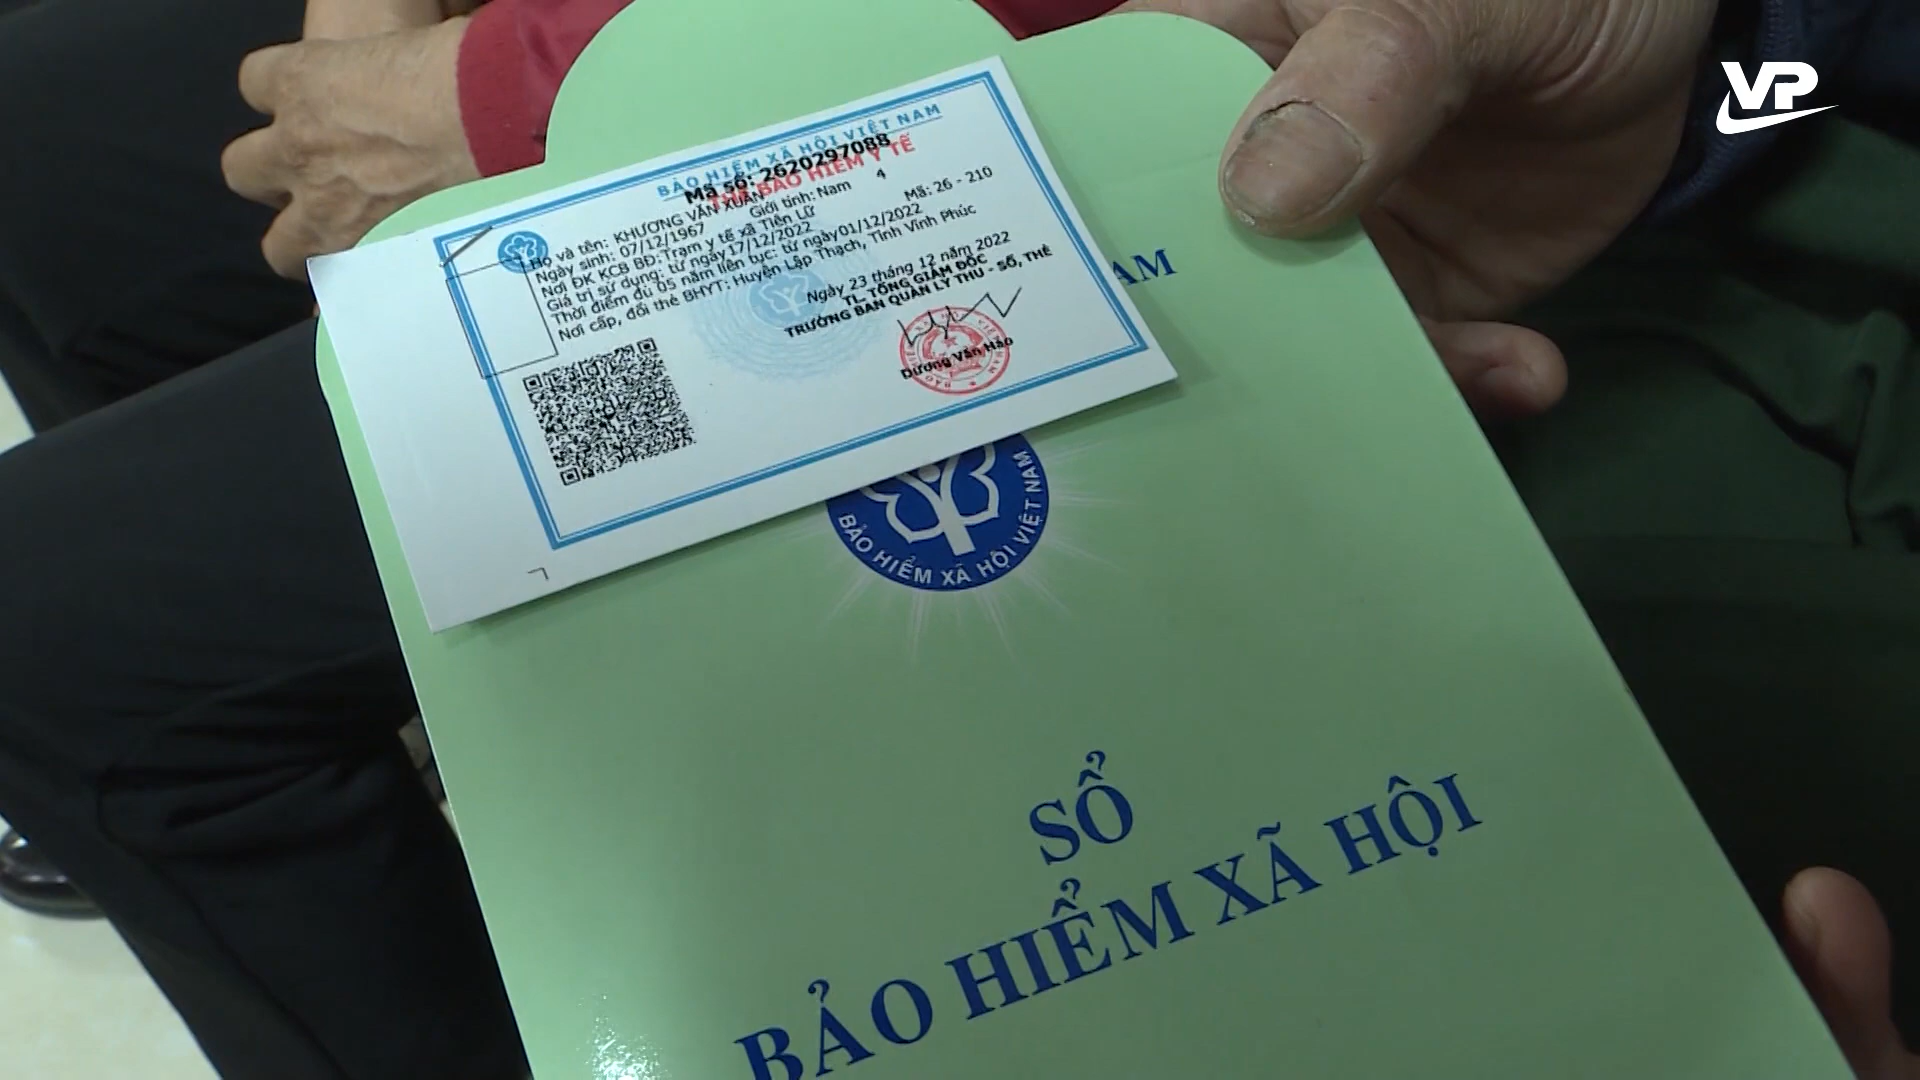 VP
BẢO HIỂM XÃ HỘI VIỆT NAM
THẺ BẢO HIỂM Y TẾ
Mã số: 2620297088
Họ và tên: KHƯƠNG VĂN XUÂN
Ngày sinh: 07/12/1967 Giới tính: Nam 4
Nơi ĐK KCB BĐ: Trạm y tế xã Tiên Lữ Mã: 26 - 210
Giá trị sử dụng: từ ngày 17/12/2022
Thời điểm đủ 05 năm liên tục: từ ngày 01/12/2022
Nơi cấp, đổi thẻ BHYT: Huyện Lập Thạch, Tỉnh Vĩnh Phúc
Ngày 23 tháng 12 năm 2022
TL. TỔNG GIÁM ĐỐC
TRƯỞNG BAN QUẢN LÝ THU - SỔ, THẺ
Dương Văn Hào
AM
BẢO HIỂM XÃ HỘI VIỆT NAM
SỔ
BẢO HIỂM XÃ HỘI